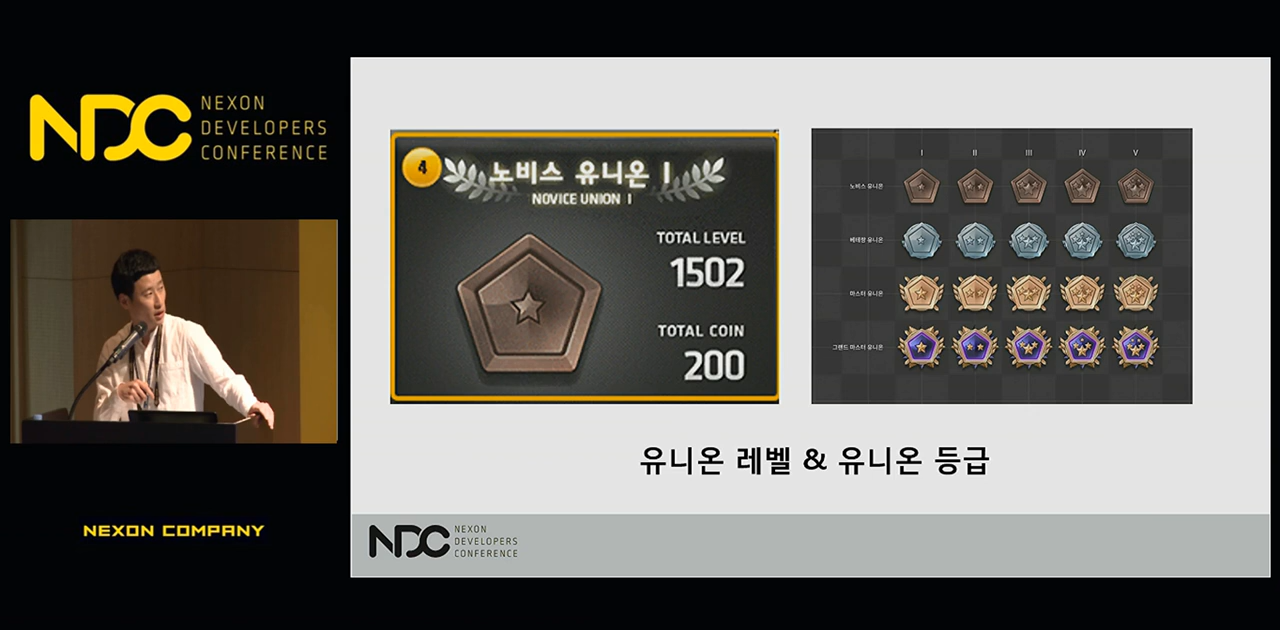 NDC NEXON
DEVELOPERS
CONFERENCE
NEXON COMPANY
4
노비스 유니온 I
NOVICE UNION I
TOTAL LEVEL
1502
TOTAL COIN
200
I II III IV V
노비스 유니온
베테랑 유니온
마스터 유니온
그랜드 마스터 유니온
유니온 레벨 & 유니온 등급
NDC NEXON
DEVELOPERS
CONFERENCE